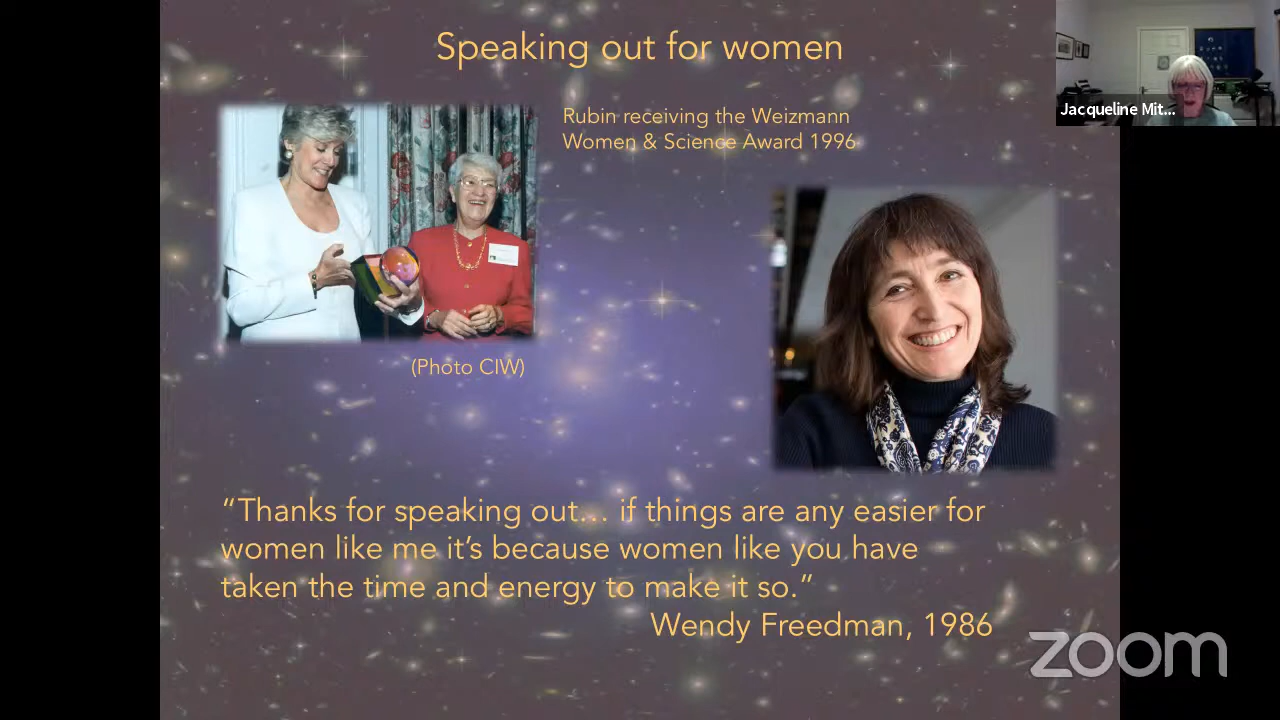 Speaking out for women
Jacqueline Mit...
Rubin receiving the Weizmann
Women & Science Award 1996
(Photo CIW)
“Thanks for speaking out... if things are any easier for
women like me it’s because women like you have
taken the time and energy to make it so.”
Wendy Freedman, 1986
zoom